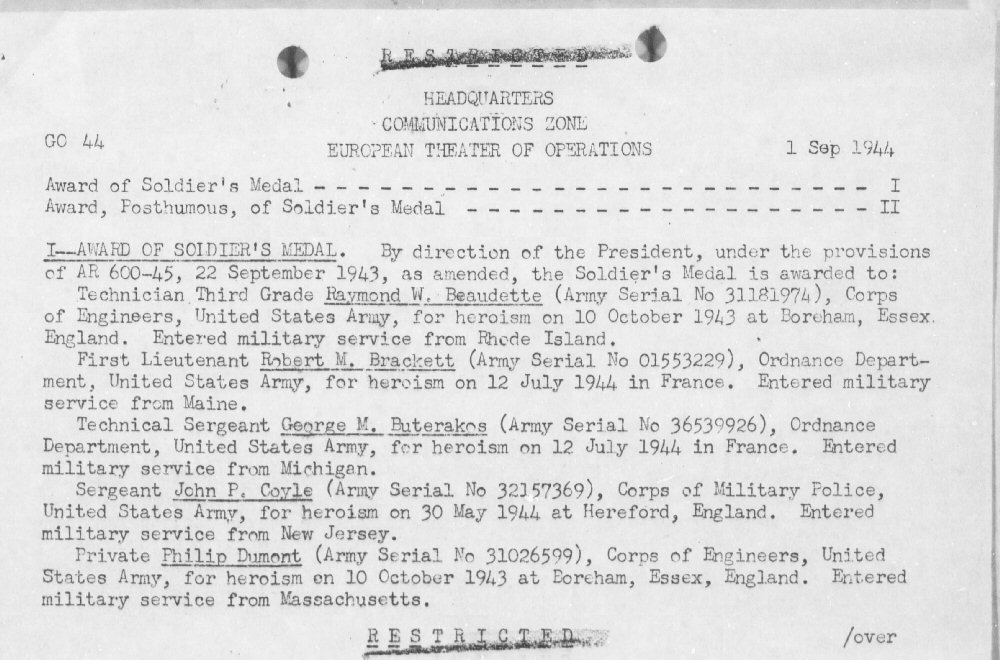 R E S T R I C T E D
HEADQUARTERS
COMMUNICATIONS ZONE
GO 44 EUROPEAN THEATER OF OPERATIONS 1 Sep 1944
Award of Soldier's Medal - - - - - - - - - - - - - - - - - - - - - - - - - - I
Award, Posthumous, of Soldier's Medal - - - - - - - - - - - - - - - - - - - II
I--AWARD OF SOLDIER'S MEDAL. By direction of the President, under the provisions
of AR 600-45, 22 September 1943, as amended, the Soldier's Medal is awarded to:
Technician Third Grade Raymond W. Beaudette (Army Serial No 31181974), Corps
of Engineers, United States Army, for heroism on 10 October 1943 at Boreham, Essex.
England. Entered military service from Rhode Island.
First Lieutenant Robert M. Brackett (Army Serial No 01553229), Ordnance Depart-
ment, United States Army, for heroism on 12 July 1944 in France. Entered military
service from Maine.
Technical Sergeant George M. Buterakos (Army Serial No 36539926), Ordnance
Department, United States Army, for heroism on 12 July 1944 in France. Entered
military service from Michigan.
Sergeant John P. Coyle (Army Serial No 32157369), Corps of Military Police,
United States Army, for heroism on 30 May 1944 at Hereford, England. Entered
military service from New Jersey.
Private Philip Dumont (Army Serial No 31026599), Corps of Engineers, United
States Army, for heroism on 10 October 1943 at Boreham, Essex, England. Entered
military service from Massachusetts.
R E S T R I C T E D
/over